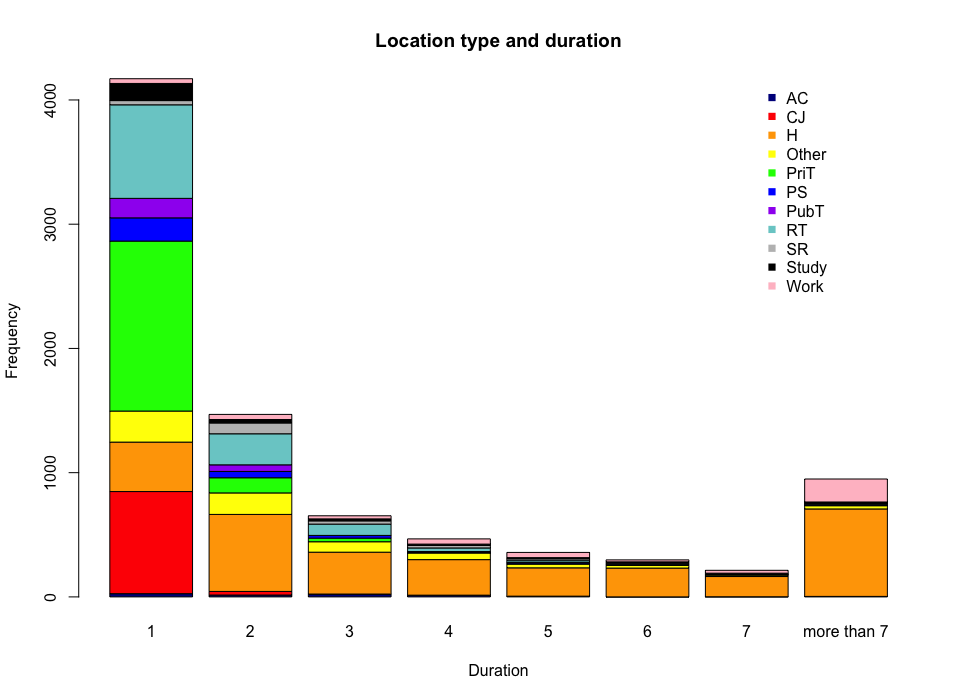 Location type and duration
AC
CJ
H
Other
PriT
PS
PubT
RT
SR
Study
Work
Frequency
4000
3000
2000
1000
0
1 2 3 4 5 6 7 more than 7
Duration